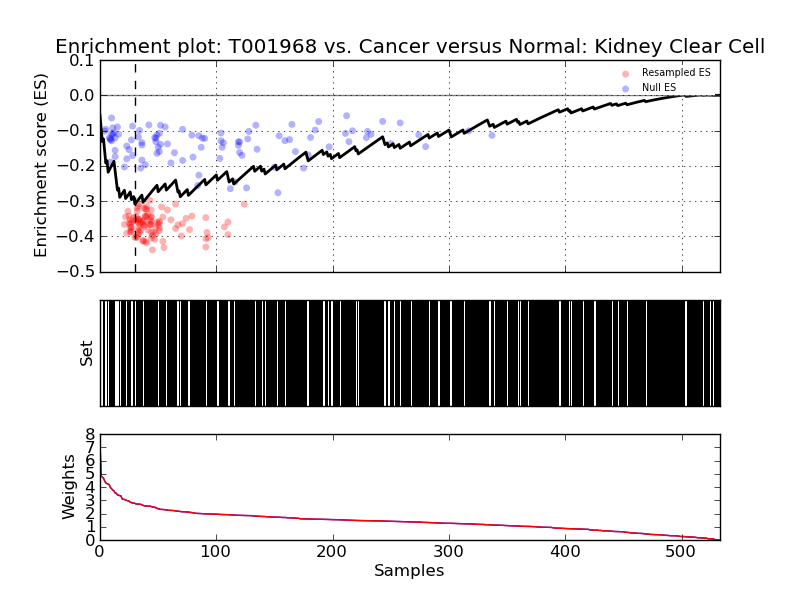 Enrichment plot: T001968 vs. Cancer versus Normal: Kidney Clear Cell
Enrichment score (ES)
0.1
0.0
−0.1
−0.2
−0.3
−0.4
−0.5
Resampled ES
Null ES
Set
Weights
8
7
6
5
4
3
2
1
0
0 100 200 300 400 500
Samples